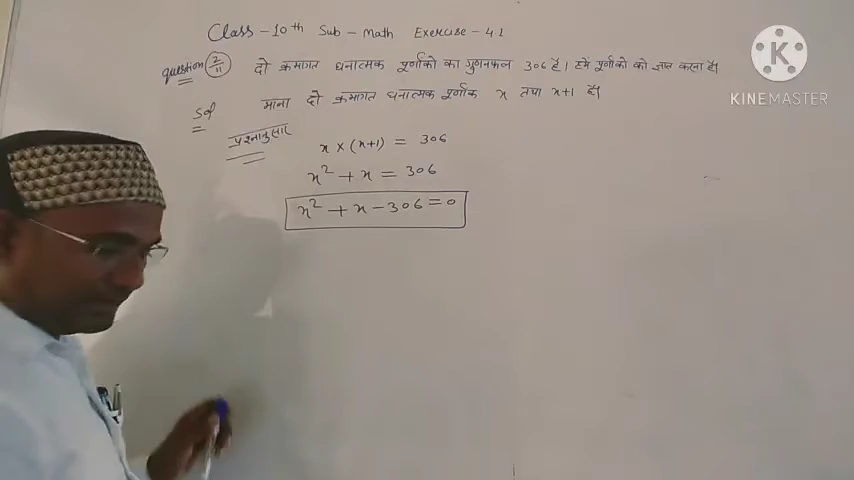 Class - 10th Sub - Math Exercise - 4.1
Question 2/II दो क्रमागत धनात्मक पूर्णांको का गुणनफल 306 है। हमें पूर्णांको को ज्ञात करना है।
Sol माना दो क्रमागत धनात्मक पूर्णांक x तथा x+1 है।
प्रश्नानुसार
x × (x+1) = 306
x² + x = 306
x² + x - 306 = 0
KINEMASTER